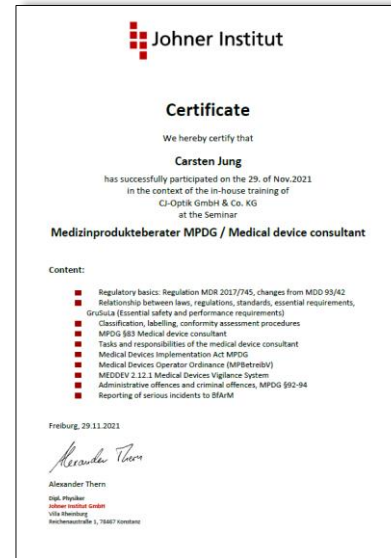 Johner Institut
Certificate
We hereby certify that
Carsten Jung
has successfully participated on the 29. of Nov.2021
in the context of the in-house training of
CJ-Optik GmbH & Co. KG
at the Seminar
Medizinprodukteberater MPDG / Medical device consultant
Content:
Regulatory basics: Regulation MDR 2017/745, changes from MDD 93/42
Relationship between laws, regulations, standards, essential requirements,
GruSuLa (Essential safety and performance requirements)
Classification, labelling, conformity assessment procedures
MPDG §83 Medical device consultant
Tasks and responsibilities of the medical device consultant
Medical Devices Implementation Act MPDG
Medical Devices Operator Ordinance (MPBetreibV)
MEDDEV 2.12.1 Medical Devices Vigilance System
Administrative offences and criminal offences, MPDG §92-94
Reporting of serious incidents to BfArM
Freiburg, 29.11.2021
Alexander Thern
Alexander Thern
Dipl. Physiker
Johner Institut GmbH
Villa Rheinburg
Reichenaustraße 1, 78467 Konstanz